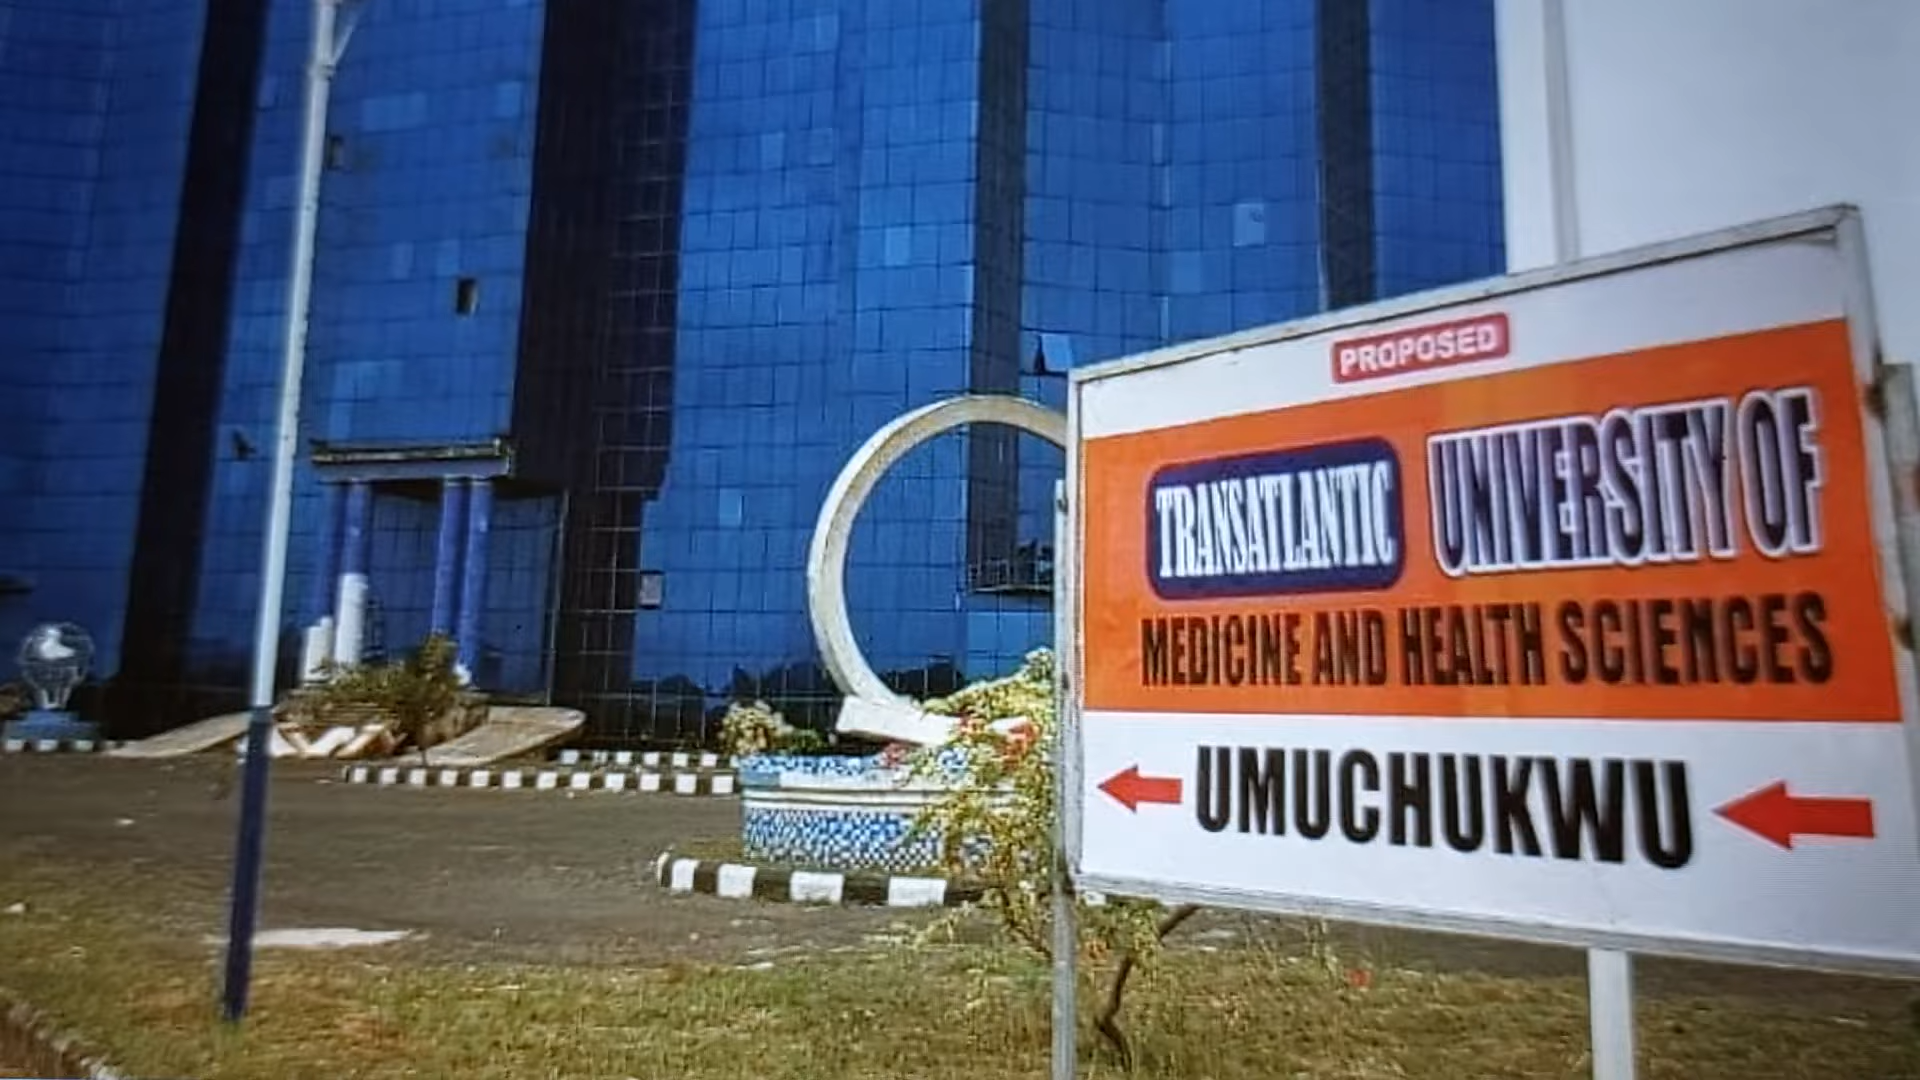 PROPOSED
TRANSATLANTIC UNIVERSITY OF
MEDICINE AND HEALTH SCIENCES
UMUCHUKWU